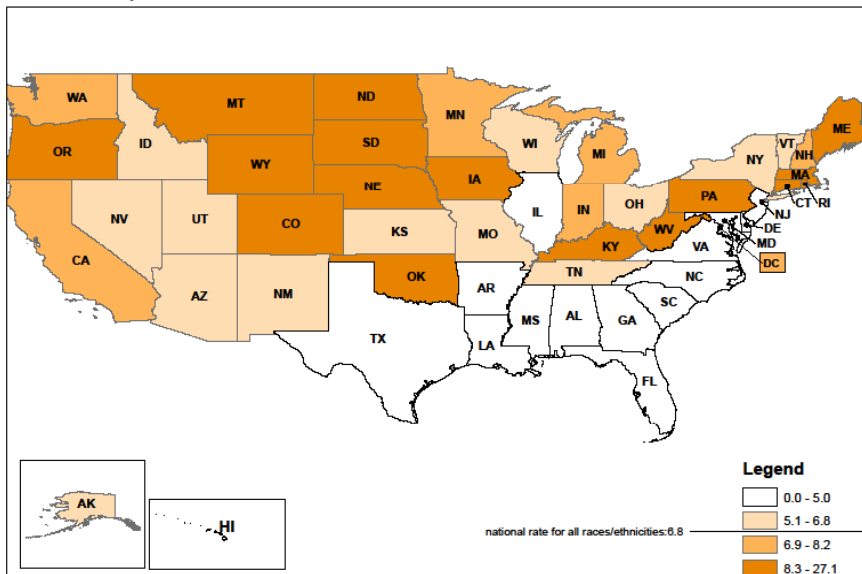 WA
MT
ND
MN
ME
OR
ID
SD
WI
VT
NH
WY
MI
NY
MA
NE
IA
PA
CT RI
NV
UT
CO
IL
IN
OH
NJ
CA
KS
MO
KY
WV
VA
DE
MD
DC
AZ
NM
OK
AR
TN
NC
SC
TX
LA
MS
AL
GA
FL
AK
HI
Legend
0.0 - 5.0
5.1 - 6.8
national rate for all races/ethnicities:6.8
6.9 - 8.2
8.3 - 27.1